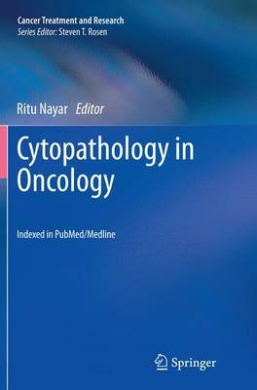 Cancer Treatment and Research
Series Editor: Steven T. Rosen
Ritu Nayar Editor
Cytopathology in
Oncology
Indexed in PubMed/Medline
Springer